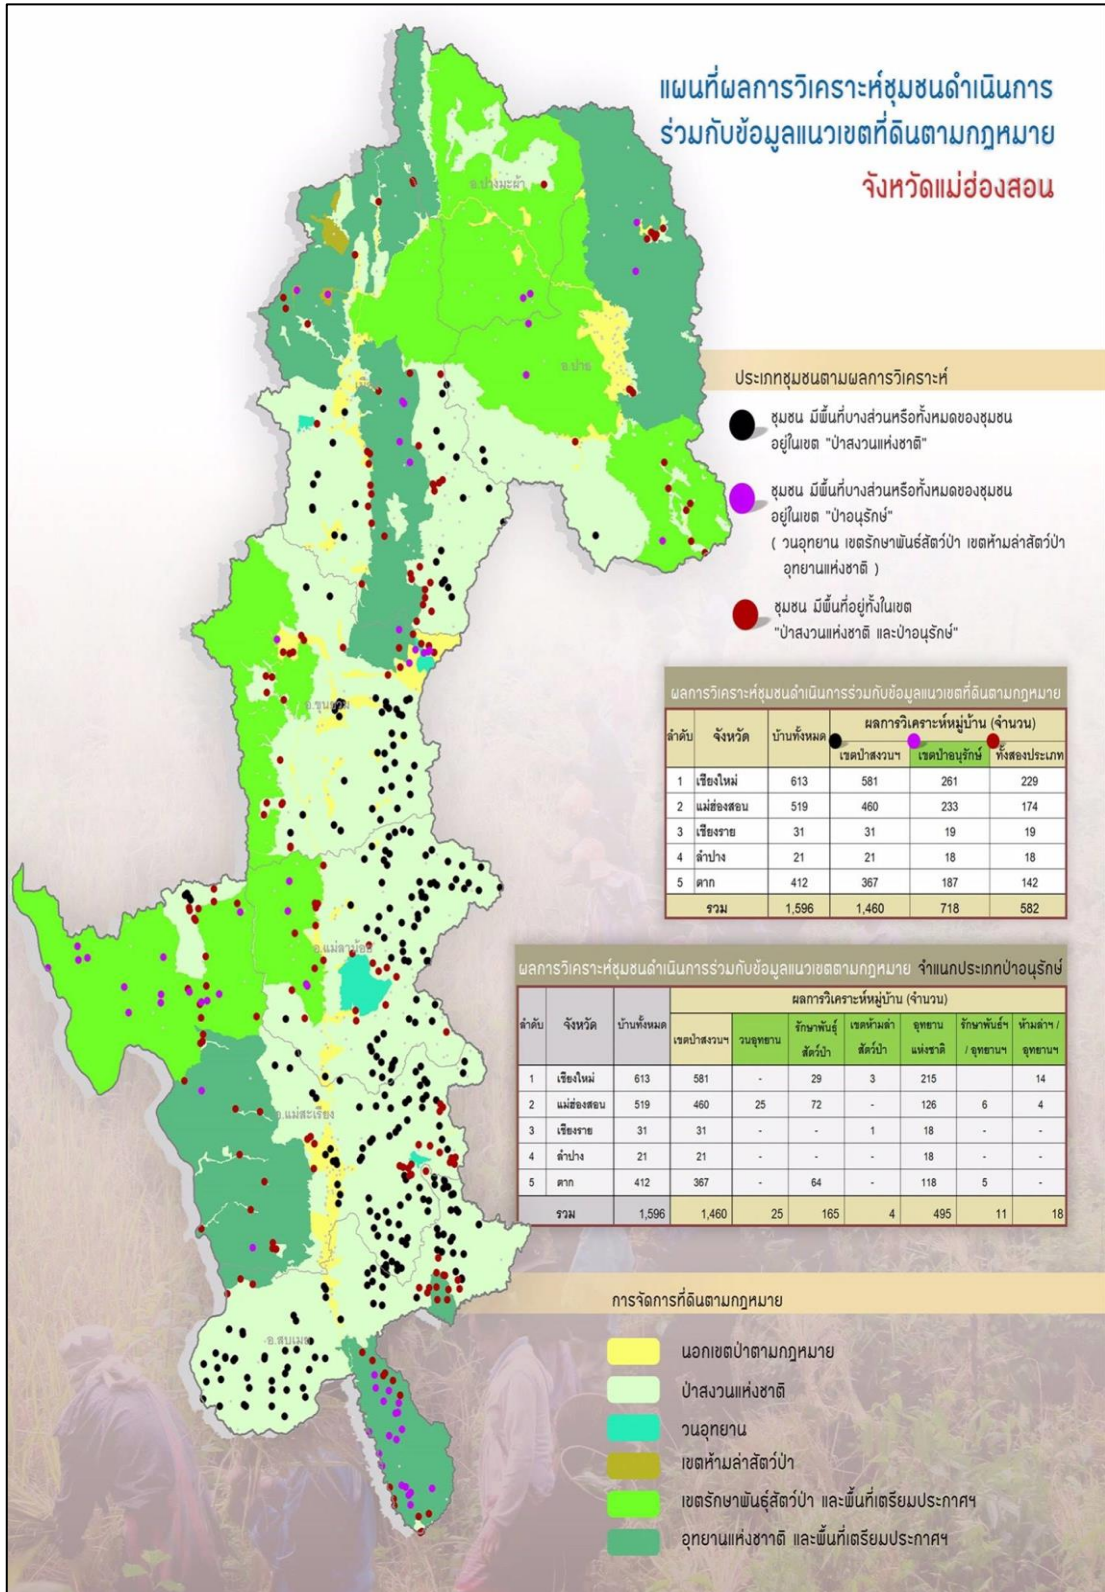 แผนที่ผลการวิเคราะห์ชุมชนดำเนินการ
ร่วมกับข้อมูลแนวเขตที่ดินตามกฎหมาย
จังหวัดแม่ฮ่องสอน
อ.ปางมะผ้า
อ.ปาย
อ.ขุนยวม
อ.แม่ลาน้อย
อ.แม่สะเรียง
อ.สบเมย
ประเภทชุมชนตามผลการวิเคราะห์
ชุมชน มีพื้นที่บางส่วนหรือทั้งหมดของชุมชน
อยู่ในเขต "ป่าสงวนแห่งชาติ"
ชุมชน มีพื้นที่บางส่วนหรือทั้งหมดของชุมชน
อยู่ในเขต "ป่าอนุรักษ์"
( วนอุทยาน เขตรักษาพันธ์สัตว์ป่า เขตห้ามล่าสัตว์ป่า
อุทยานแห่งชาติ )
ชุมชน มีพื้นที่อยู่ทั้งในเขต
"ป่าสงวนแห่งชาติ และป่าอนุรักษ์"
ผลการวิเคราะห์ชุมชนดำเนินการร่วมกับข้อมูลแนวเขตที่ดินตามกฎหมาย
ลำดับ จังหวัด บ้านทั้งหมด ผลการวิเคราะห์หมู่บ้าน (จำนวน)
เขตป่าสงวนฯ เขตป่าอนุรักษ์ ทั้งสองประเภท
1 เชียงใหม่ 613 581 261 229
2 แม่ฮ่องสอน 519 460 233 174
3 เชียงราย 31 31 19 19
4 ลำปาง 21 21 18 18
5 ตาก 412 367 187 142
รวม 1,596 1,460 718 582
ผลการวิเคราะห์ชุมชนดำเนินการร่วมกับข้อมูลแนวเขตตามกฎหมาย จำแนกประเภทป่าอนุรักษ์
ผลการวิเคราะห์หมู่บ้าน (จำนวน)
ลำดับ จังหวัด บ้านทั้งหมด เขตป่าสงวนฯ วนอุทยาน รักษาพันธุ์ เขตห้ามล่า อุทยาน รักษาพันธ์ฯ ห้ามล่าฯ /
สัตว์ป่า สัตว์ป่า แห่งชาติ / อุทยานฯ อุทยานฯ
1 เชียงใหม่ 613 581 - 29 3 215 14
2 แม่ฮ่องสอน 519 460 25 72 - 126 6 4
3 เชียงราย 31 31 - - 1 18 - -
4 ลำปาง 21 21 - - - 18 - -
5 ตาก 412 367 - 64 - 118 5 -
รวม 1,596 1,460 25 165 4 495 11 18
การจัดการที่ดินตามกฎหมาย
นอกเขตป่าตามกฎหมาย
ป่าสงวนแห่งชาติ
วนอุทยาน
เขตห้ามล่าสัตว์ป่า
เขตรักษาพันธุ์สัตว์ป่า และพื้นที่เตรียมประกาศฯ
อุทยานแห่งชาาติ และพื้นที่เตรียมประกาศฯ